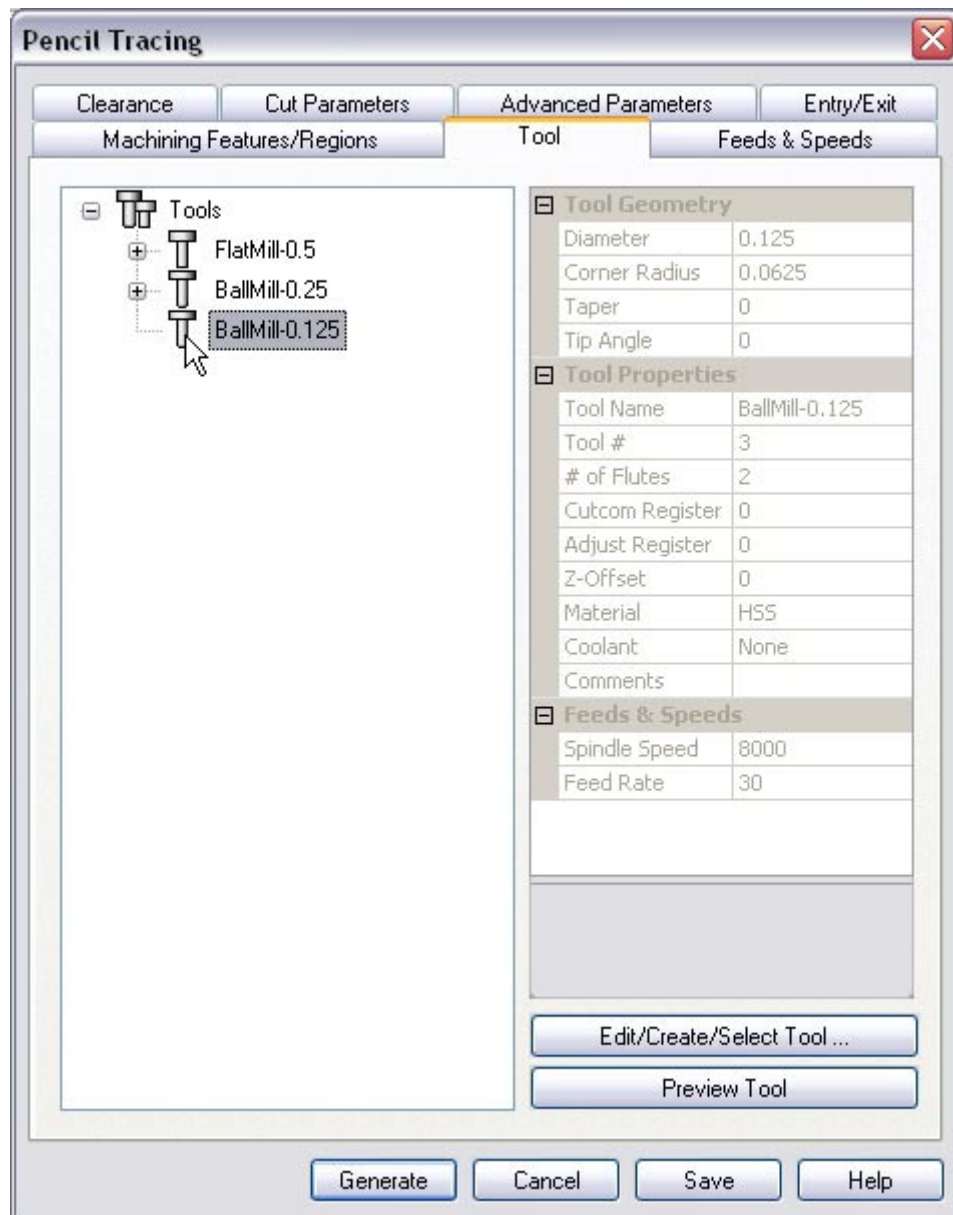 Pencil Tracing
Clearance Cut Parameters Advanced Parameters Entry/Exit
Machining Features/Regions Tool Feeds & Speeds
Tools
FlatMill-0.5
BallMill-0.25
BallMill-0.125
Tool Geometry
Diameter 0.125
Corner Radius 0.0625
Taper 0
Tip Angle 0
Tool Properties
Tool Name BallMill-0.125
Tool # 3
# of Flutes 2
Cutcom Register 0
Adjust Register 0
Z-Offset 0
Material HSS
Coolant None
Comments
Feeds & Speeds
Spindle Speed 8000
Feed Rate 30
Edit/Create/Select Tool ...
Preview Tool
Generate Cancel Save Help